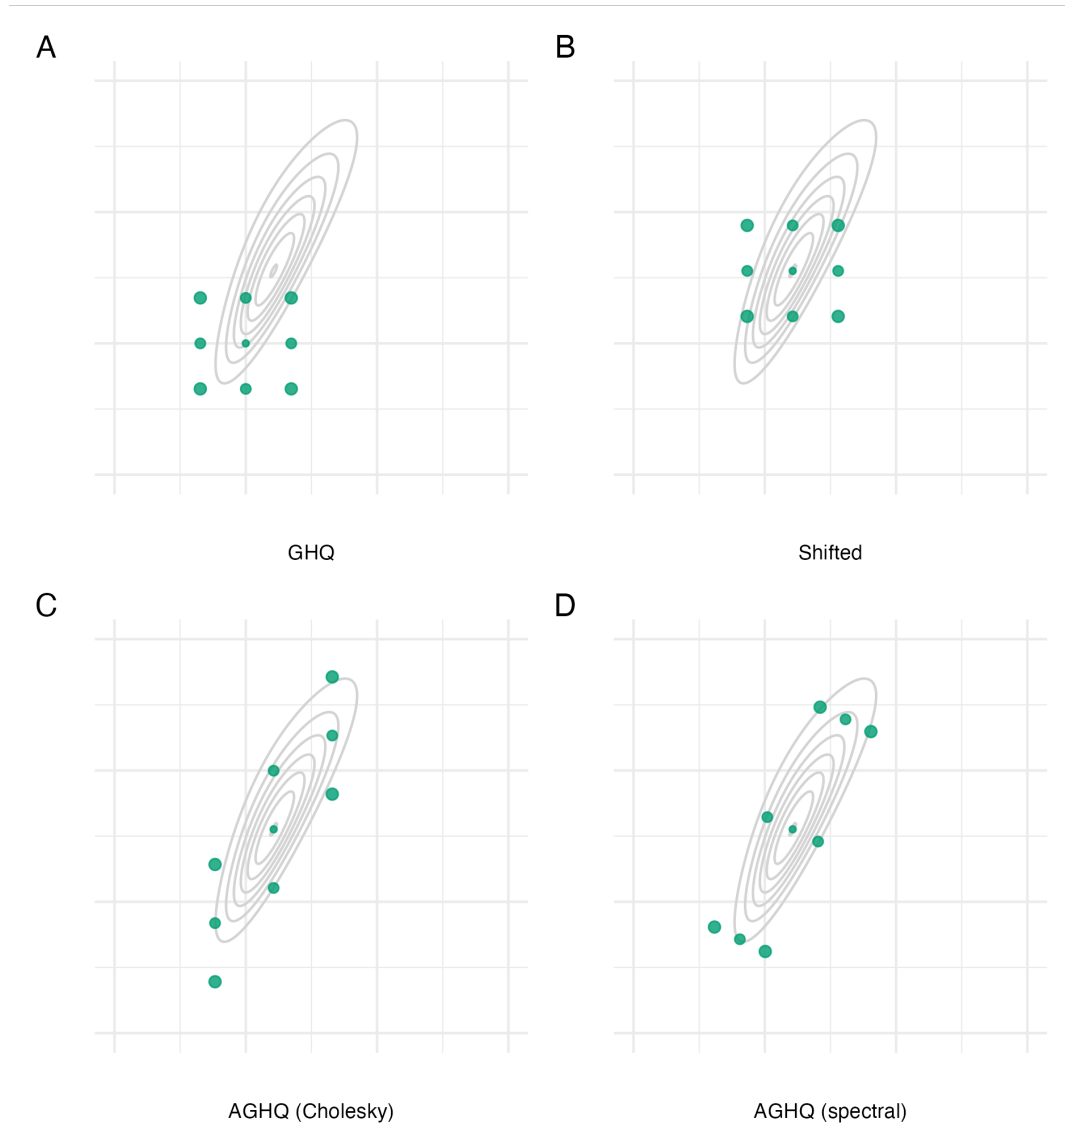 A
B
GHQ
Shifted
C
D
AGHQ (Cholesky)
AGHQ (spectral)